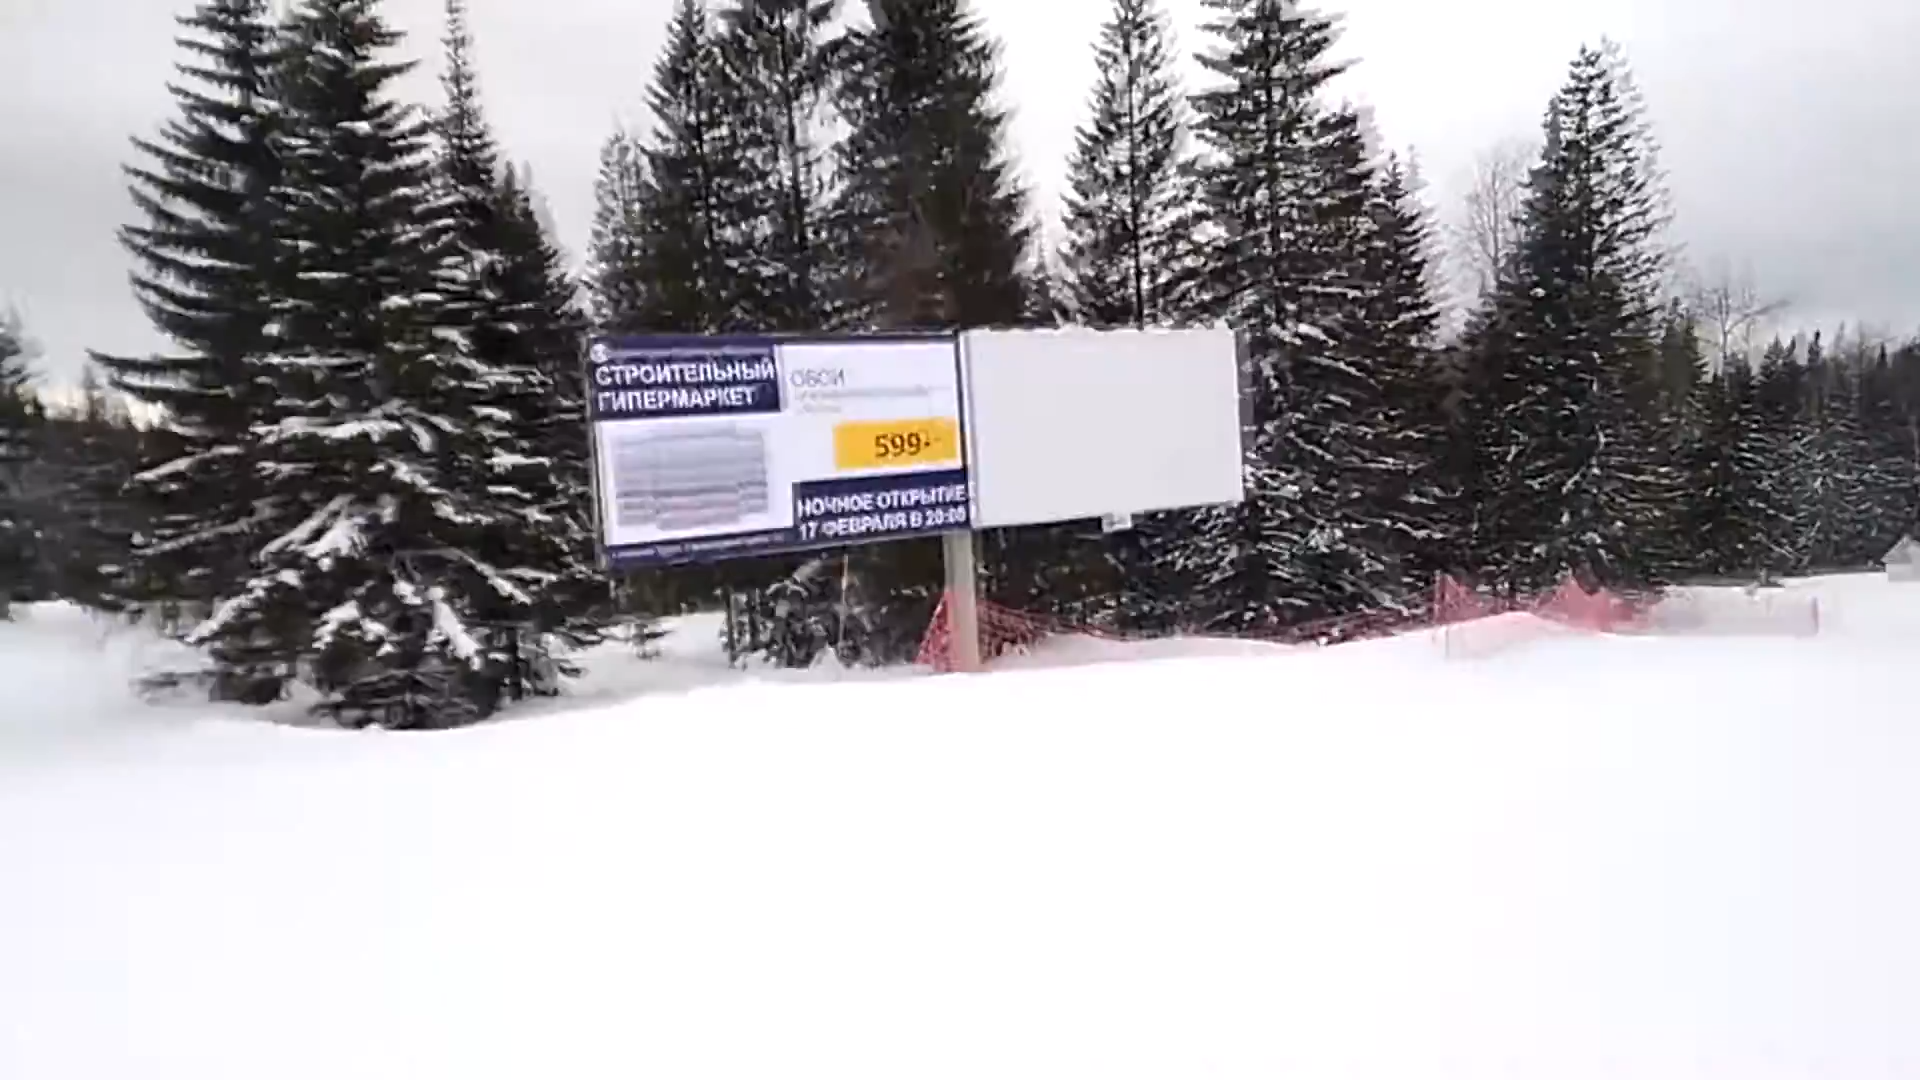 СТРОИТЕЛЬНЫЙ
ГИПЕРМАРКЕТ
ОБОИ
599.-
НОЧНОЕ ОТКРЫТИЕ
17 ФЕВРАЛЯ В 20:00